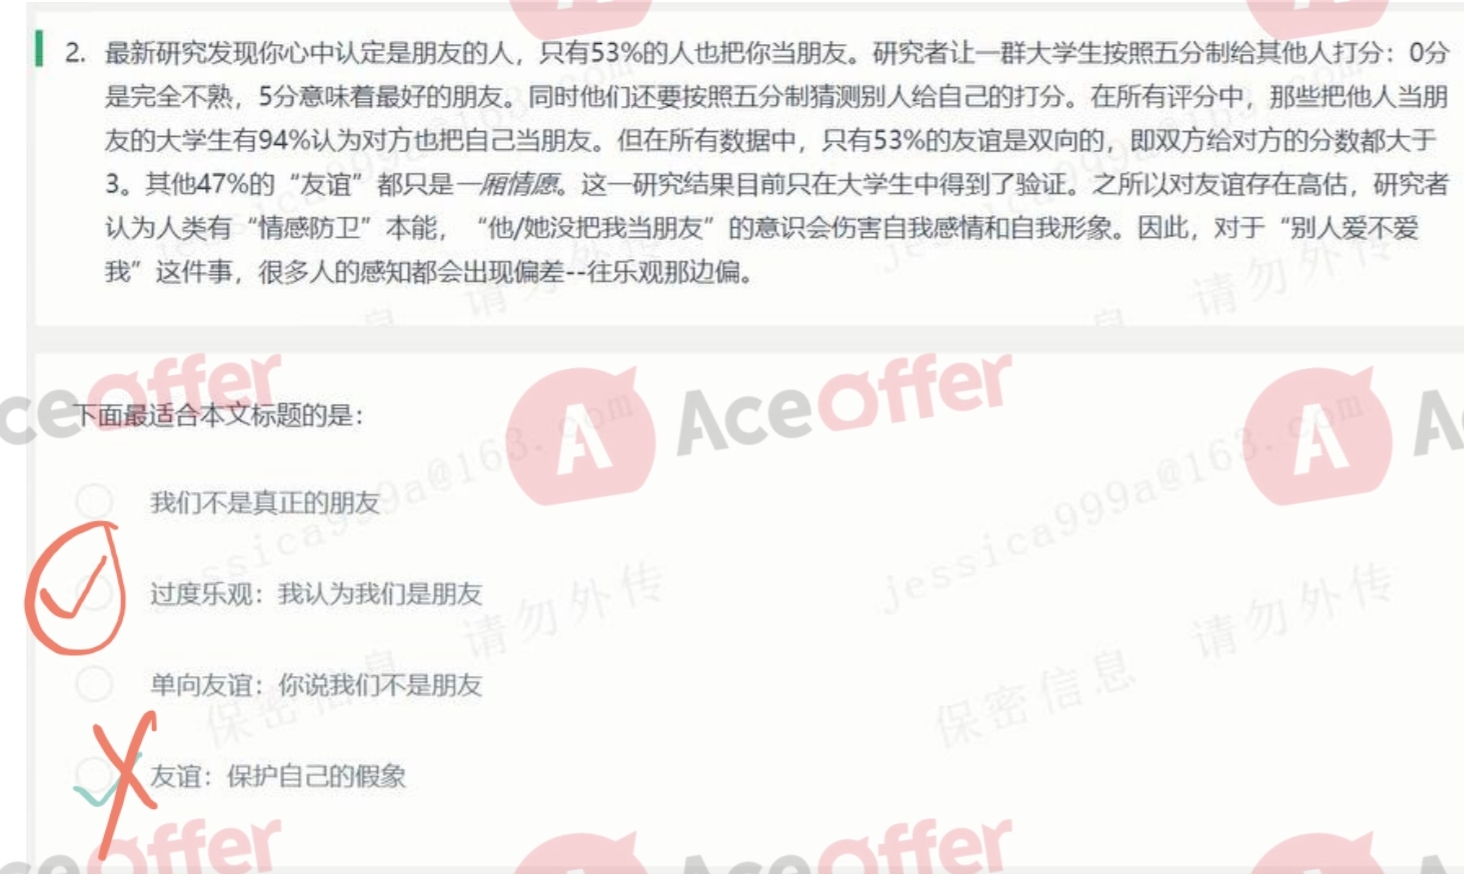 2. 最新研究发现你心中认定是朋友的人，只有53%的人也把你当朋友。研究者让一群大学生按照五分制给其他人打分：0分
是完全不熟，5分意味着最好的朋友。同时他们还要按照五分制猜测别人给自己的打分。在所有评分中，那些把他人当朋
友的大学生有94%认为对方也把自己当朋友。但在所有数据中，只有53%的友谊是双向的，即双方给对方的分数都大于
3。其他47%的“友谊”都只是一厢情愿。这一研究结果目前只在大学生中得到了验证。之所以对友谊存在高估，研究者
认为人类有“情感防卫”本能，“他/她没把我当朋友”的意识会伤害自我感情和自我形象。因此，对于“别人爱不爱
我”这件事，很多人的感知都会出现偏差--往乐观那边偏。
下面最适合本文标题的是：
AceOffer
我们不是真正的朋友
过度乐观：我认为我们是朋友
单向友谊：你说我们不是朋友
友谊：保护自己的假象
jessica999a@163.com
保密信息 请勿外传
jessica999a@163.com
保密信息 请勿外传